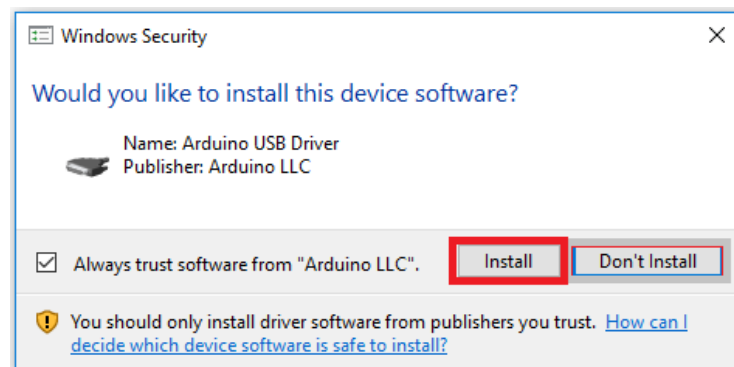 Windows Security
Would you like to install this device software?
Name: Arduino USB Driver
Publisher: Arduino LLC
Always trust software from "Arduino LLC".
Install
Don't Install
You should only install driver software from publishers you trust. How can I
decide which device software is safe to install?